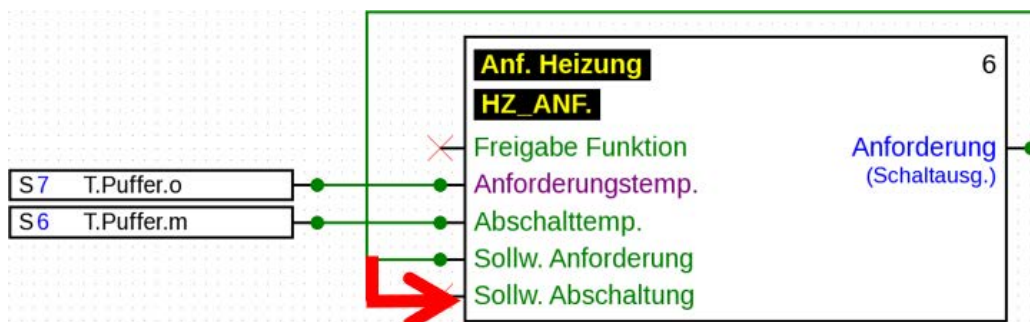 Anf. Heizung 6
HZ_ANF.
Freigabe Funktion Anforderung
(Schaltausg.)
S7 T.Puffer.o Anforderungstemp.
S6 T.Puffer.m Abschalttemp.
Sollw. Anforderung
Sollw. Abschaltung